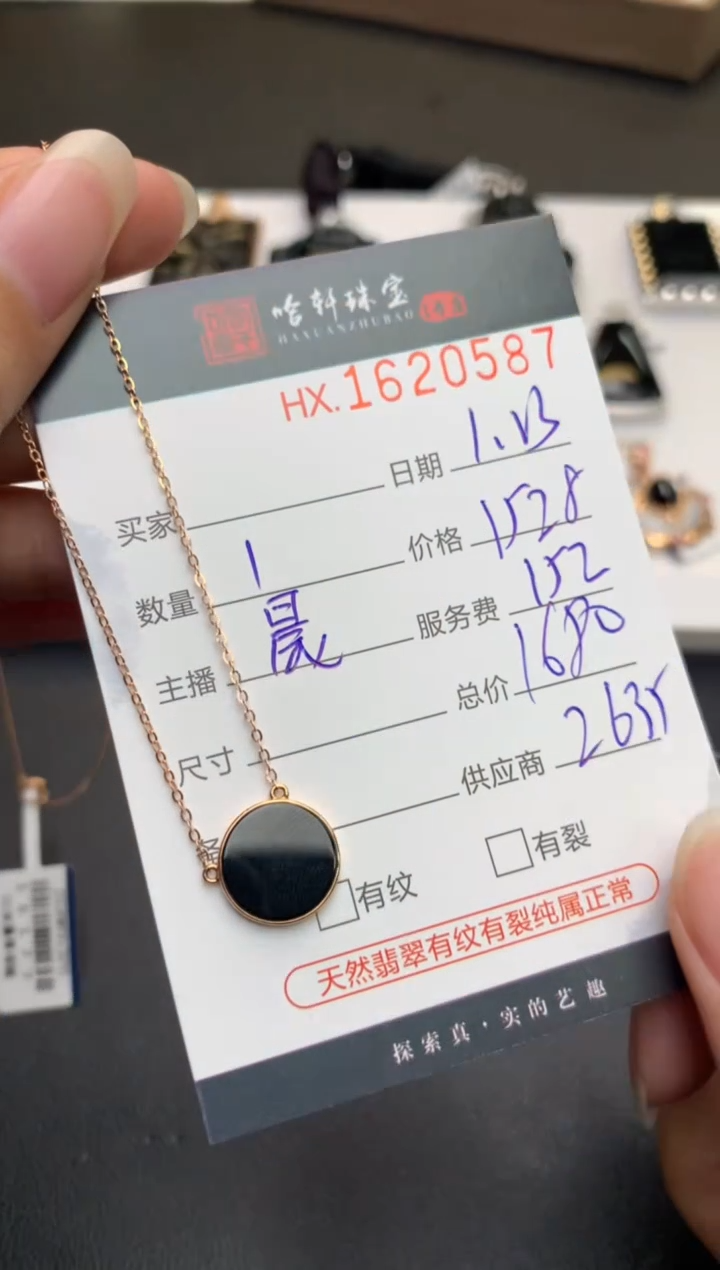 哈轩珠宝
HAXUANZHUBAO
HX.1620587
买家 日期 1.13
数量 1 价格 1528
主播 晨 服务费 152
尺寸 总价 1680
供应商 2635
有纹 有裂
天然翡翠有纹有裂纯属正常
探索真·实的艺趣